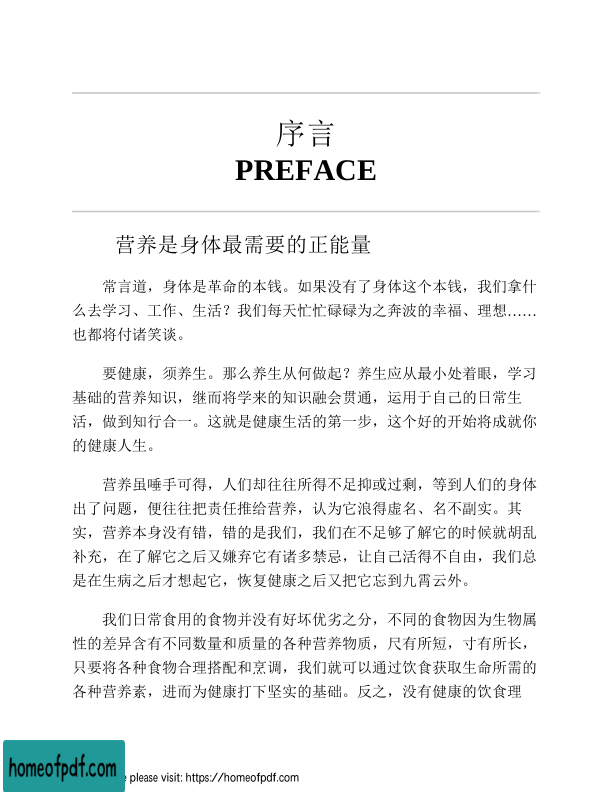 序言
PREFACE
营养是身体最需要的正能量
常言道，身体是革命的本钱。如果没有了身体这个本钱，我们拿什
么去学习、工作、生活？我们每天忙忙碌碌为之奔波的幸福、理想……
也都将付诸笑谈。
要健康，须养生。那么养生从何做起？养生应从最小处着眼，学习
基础的营养知识，继而将学来的知识融会贯通，运用于自己的日常生
活，做到知行合一。这就是健康生活的第一步，这个好的开始将成就你
的健康人生。
营养虽唾手可得，人们却往往所得不足抑或过剩，等到人们的身体
出了问题，便往往把责任推给营养，认为它浪得虚名、名不副实。其
实，营养本身没有错，错的是我们，我们在不足够了解它的时候就胡乱
补充，在了解它之后又嫌弃它有诸多禁忌，让自己活得不自由，我们总
是在生病之后才想起它，恢复健康之后又把它忘到九霄云外。
我们日常食用的食物并没有好坏优劣之分，不同的食物因为生物属
性的差异含有不同数量和质量的各种营养物质，尺有所短，寸有所长，
只要将各种食物合理搭配和烹调，我们就可以通过饮食获取生命所需的
各种营养素，进而为健康打下坚实的基础。反之，没有健康的饮食理
homeofpdf.com
e please visit: https://homeofpdf.com